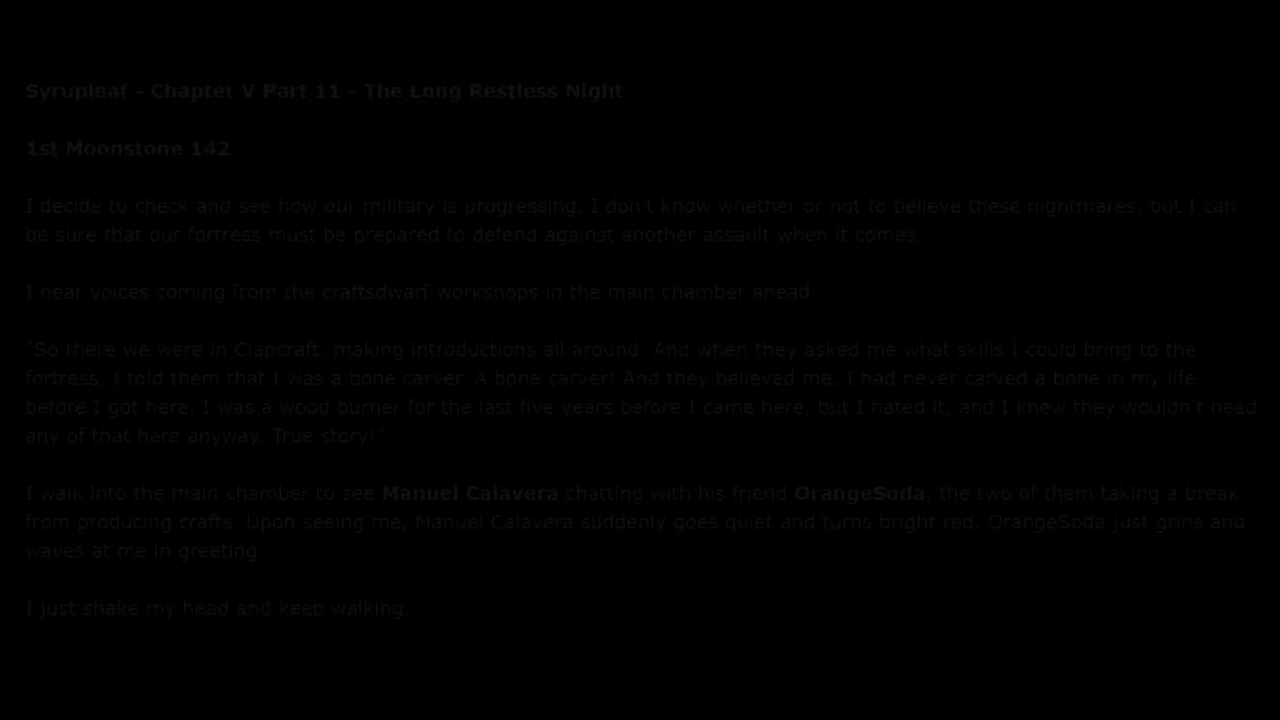 Syrupleaf - Chapter V Part 11 - The Long Restless Night
1st Moonstone 142
I decide to check and see how our military is progressing. I don't know whether or not to believe these nightmares, but I can
be sure that our fortress must be prepared to defend against another assault when it comes.
I hear voices coming from the craftsdwarf workshops in the main chamber ahead
"So there we were in Clapcraft, making introductions all around. And when they asked me what skills I could bring to the
fortress, I told them that I was a bone carver. A bone carver! And they believed me. I had never carved a bone in my life
before I got here, I was a wood burner for the last five years before I came here, but I hated it, and I knew they wouldn't need
any of that here anyway. True story!"
I walk into the main chamber to see Manuel Calavera chatting with his friend OrangeSoda, the two of them taking a break
from producing crafts. Upon seeing me, Manuel Calavera suddenly goes quiet and turns bright red. OrangeSoda just grins and
waves at me in greeting
I just shake my head and keep walking.